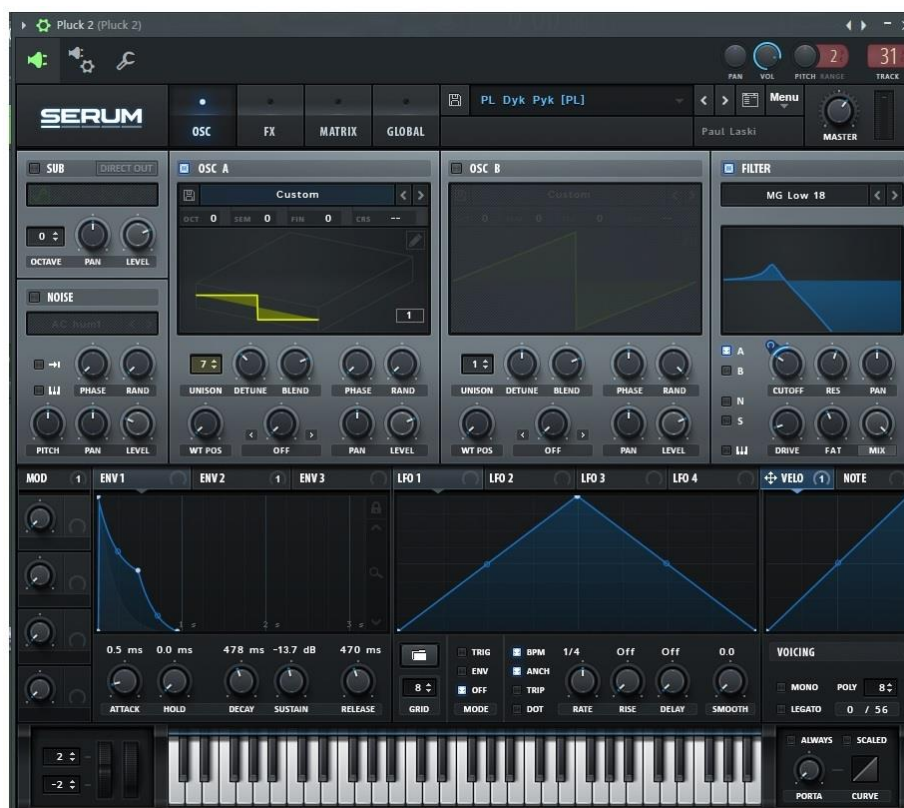 Pluck 2 (Pluck 2)
2 31
PAN VOL PITCH RANGE TRACK
SERUM
OSC FX MATRIX GLOBAL
PL Dyk Pyk [PL]
Menu
Paul Laski
MASTER
SUB DIRECT OUT
OSC A
OSC B
FILTER
Custom
Custom
MG Low 18
OCT 0 SEM 0 FIN 0 CRS --
0
OCTAVE PAN LEVEL
NOISE
AC hum1
1
PHASE RAND
PITCH PAN LEVEL
7
UNISON DETUNE BLEND PHASE RAND
WT POS OFF PAN LEVEL
1
UNISON DETUNE BLEND PHASE RAND
WT POS OFF PAN LEVEL
A
B
N
S
CUTOFF RES PAN
DRIVE FAT MIX
MOD 1 ENV 1 ENV 2 1 ENV 3 LFO 1 LFO 2 LFO 3 LFO 4 VELO 1 NOTE
1 s 2 s 3 s
0.5 ms 0.0 ms 478 ms -13.7 dB 470 ms
ATTACK HOLD DECAY SUSTAIN RELEASE
8
GRID
TRIG
ENV
OFF
MODE
BPM
ANCH
TRIP
DOT
1/4 Off Off 0.0
RATE RISE DELAY SMOOTH
VOICING
MONO POLY 8
LEGATO 0 / 56
2
-2
ALWAYS SCALED
PORTA CURVE